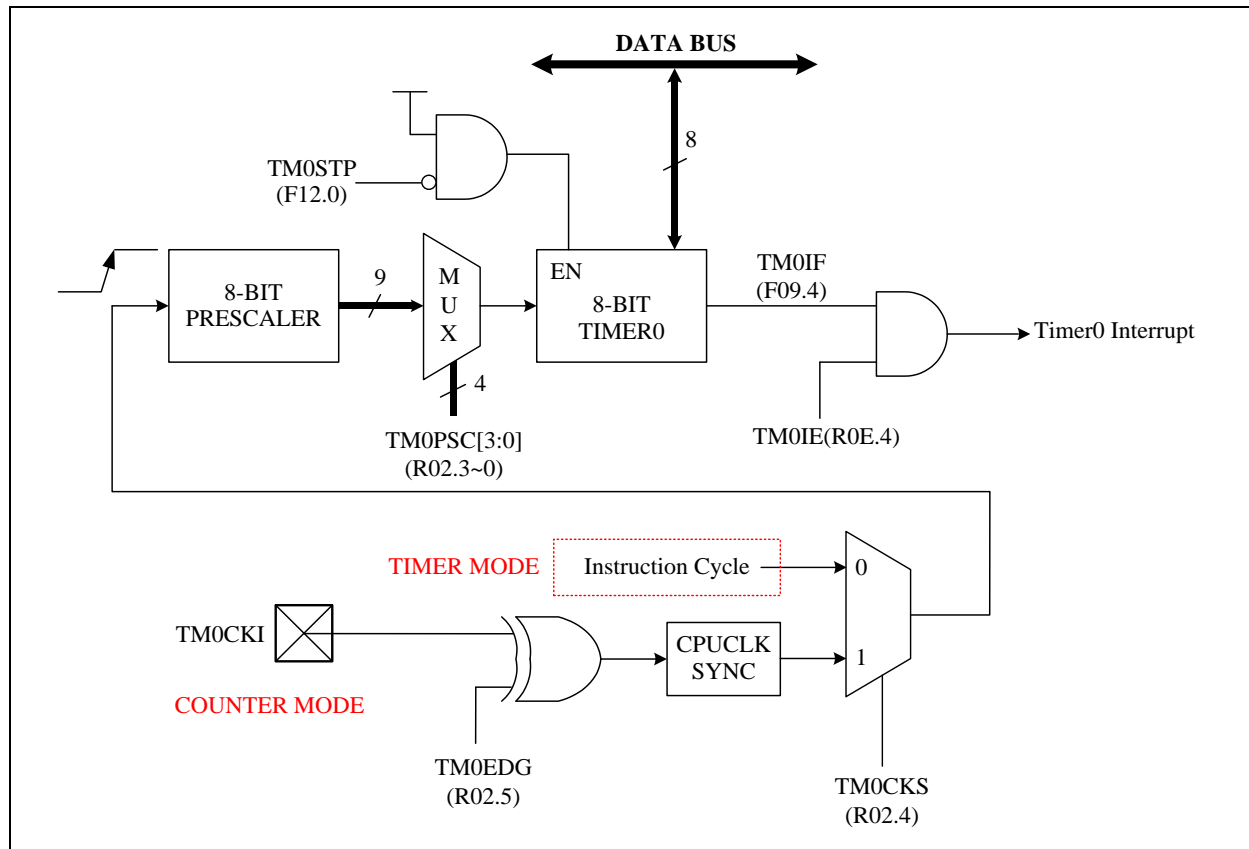 DATA BUS
8
TM0STP
(F12.0)
8-BIT
PRESCALER
9
M
U
X
4
TM0PSC[3:0]
(R02.3~0)
EN
8-BIT
TIMER0
TM0IF
(F09.4)
Timer0 Interrupt
TM0IE(R0E.4)
TIMER MODE
Instruction Cycle
0
TM0CKI
CPUCLK
SYNC
1
COUNTER MODE
TM0EDG
(R02.5)
TM0CKS
(R02.4)